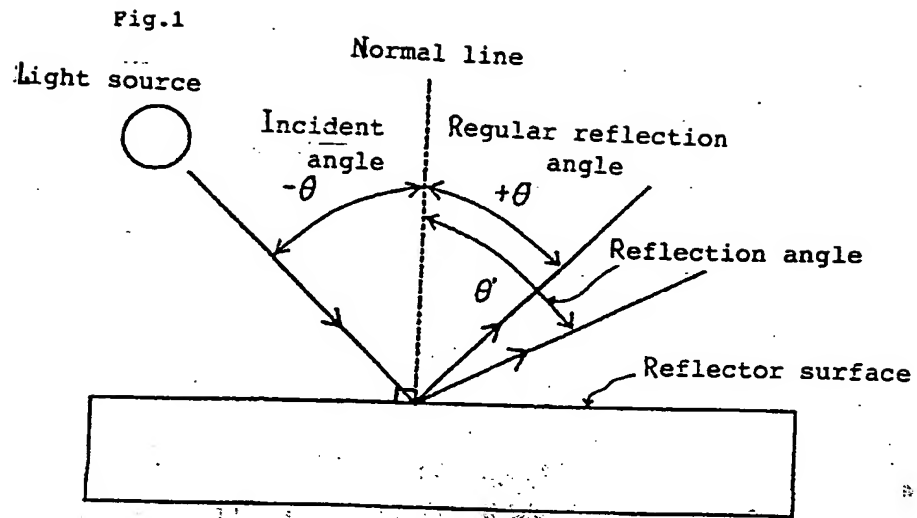 Fig.1
Normal line
Light source
Incident
angle
-θ
Regular reflection
angle
+θ
Reflection angle
θ'
Reflector surface